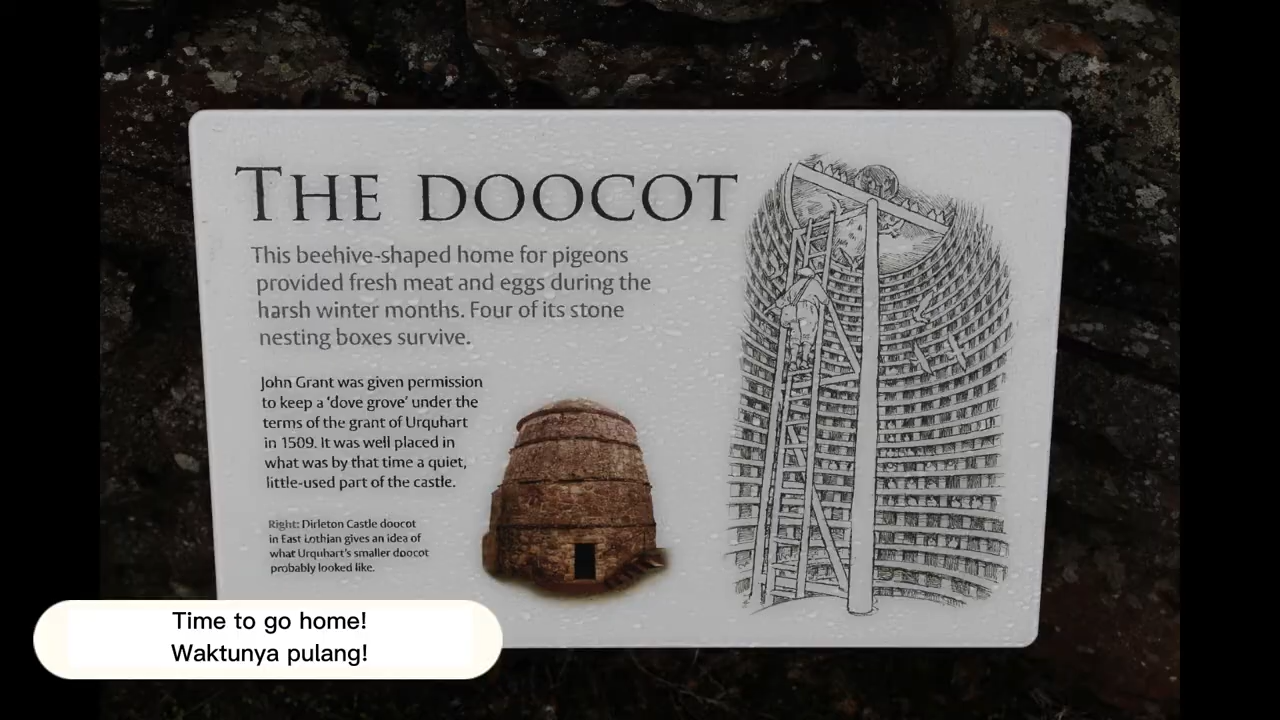 THE DOOCOT
This beehive-shaped home for pigeons
provided fresh meat and eggs during the
harsh winter months. Four of its stone
nesting boxes survive.
John Grant was given permission
to keep a ‘dove grove’ under the
terms of the grant of Urquhart
in 1509. It was well placed in
what was by that time a quiet,
little-used part of the castle.
Right: Dirleton Castle doocot
in East Lothian gives an idea of
what Urquhart's smaller doocot
probably looked like.
Time to go home!
Waktunya pulang!